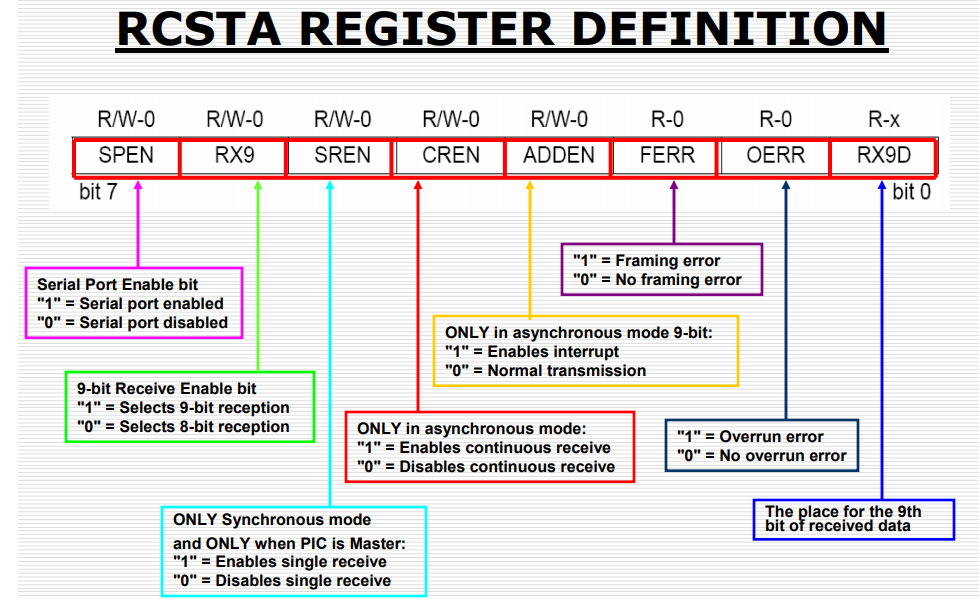 RCSTA REGISTER DEFINITION
R/W-0 R/W-0 R/W-0 R/W-0 R/W-0 R-0 R-0 R-x
SPEN RX9 SREN CREN ADDEN FERR OERR RX9D
bit 7 bit 0
"1" = Framing error
"0" = No framing error
Serial Port Enable bit
"1" = Serial port enabled
"0" = Serial port disabled
ONLY in asynchronous mode 9-bit:
"1" = Enables interrupt
"0" = Normal transmission
9-bit Receive Enable bit
"1" = Selects 9-bit reception
"0" = Selects 8-bit reception
ONLY in asynchronous mode:
"1" = Enables continuous receive
"0" = Disables continuous receive
"1" = Overrun error
"0" = No overrun error
The place for the 9th
bit of received data
ONLY Synchronous mode
and ONLY when PIC is Master:
"1" = Enables single receive
"0" = Disables single receive